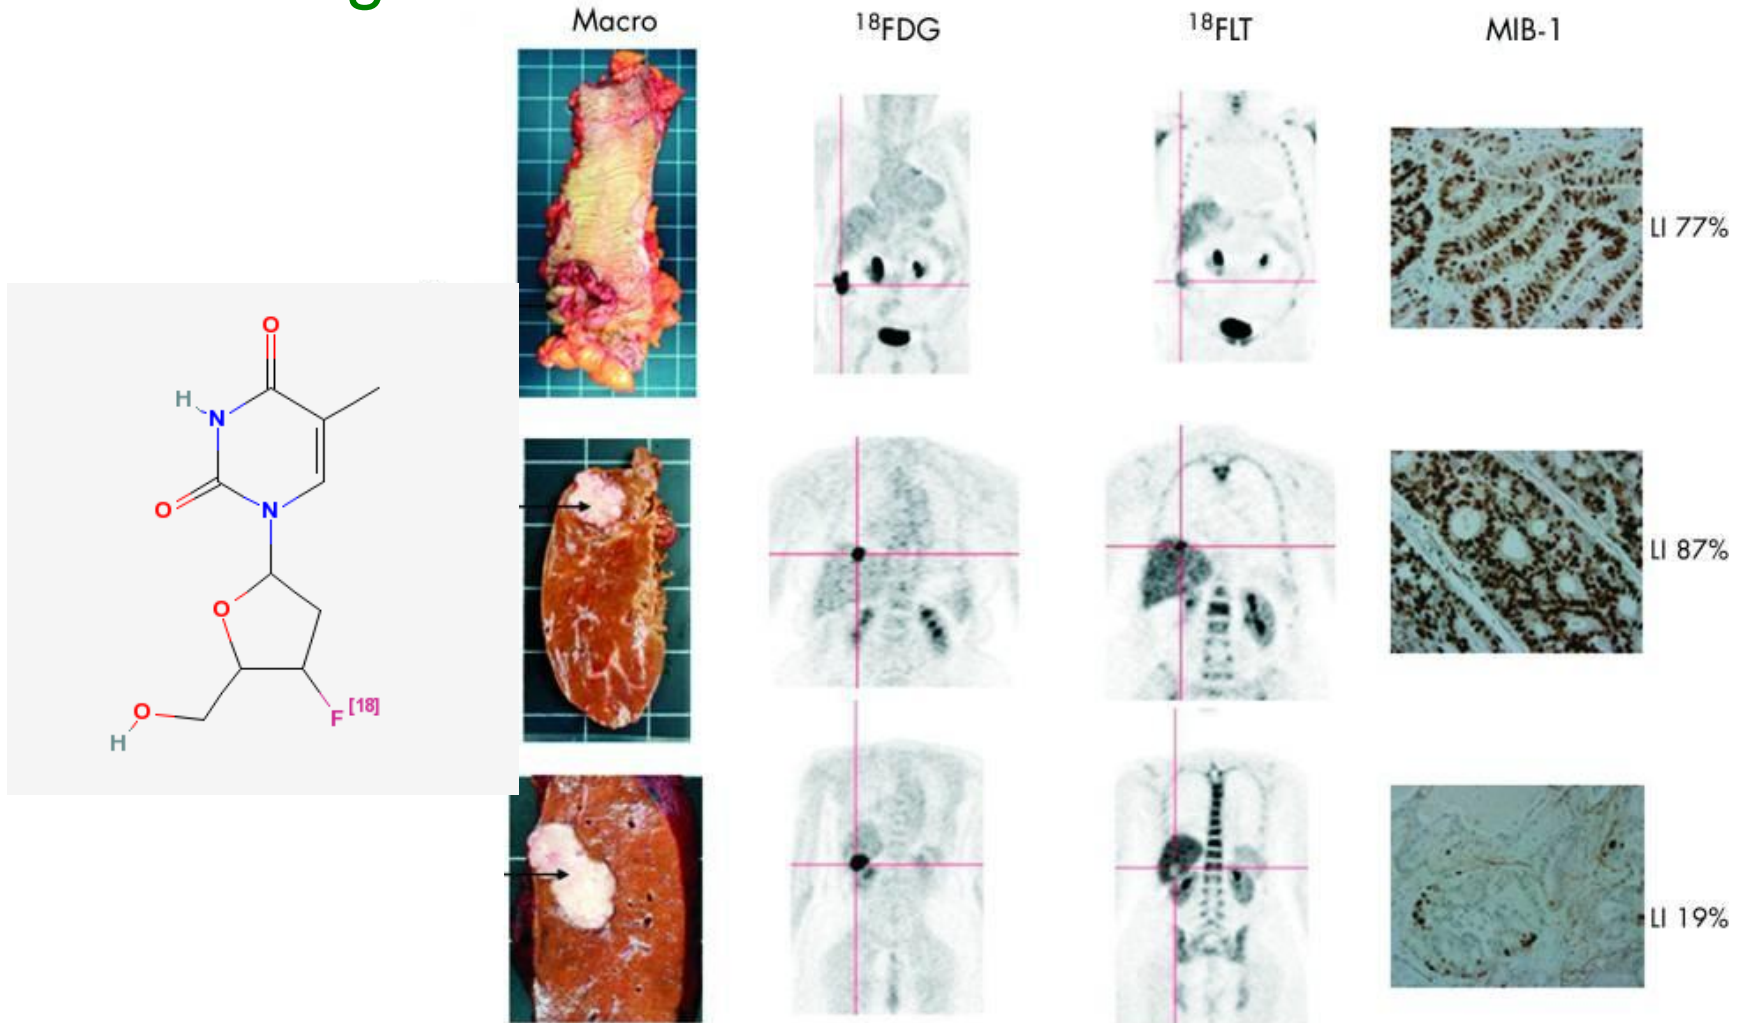 g
Macro
¹⁸FDG
¹⁸FLT
MIB-1
LI 77%
LI 87%
LI 19%
O
H
N
O
N
O
O
H
F [18]